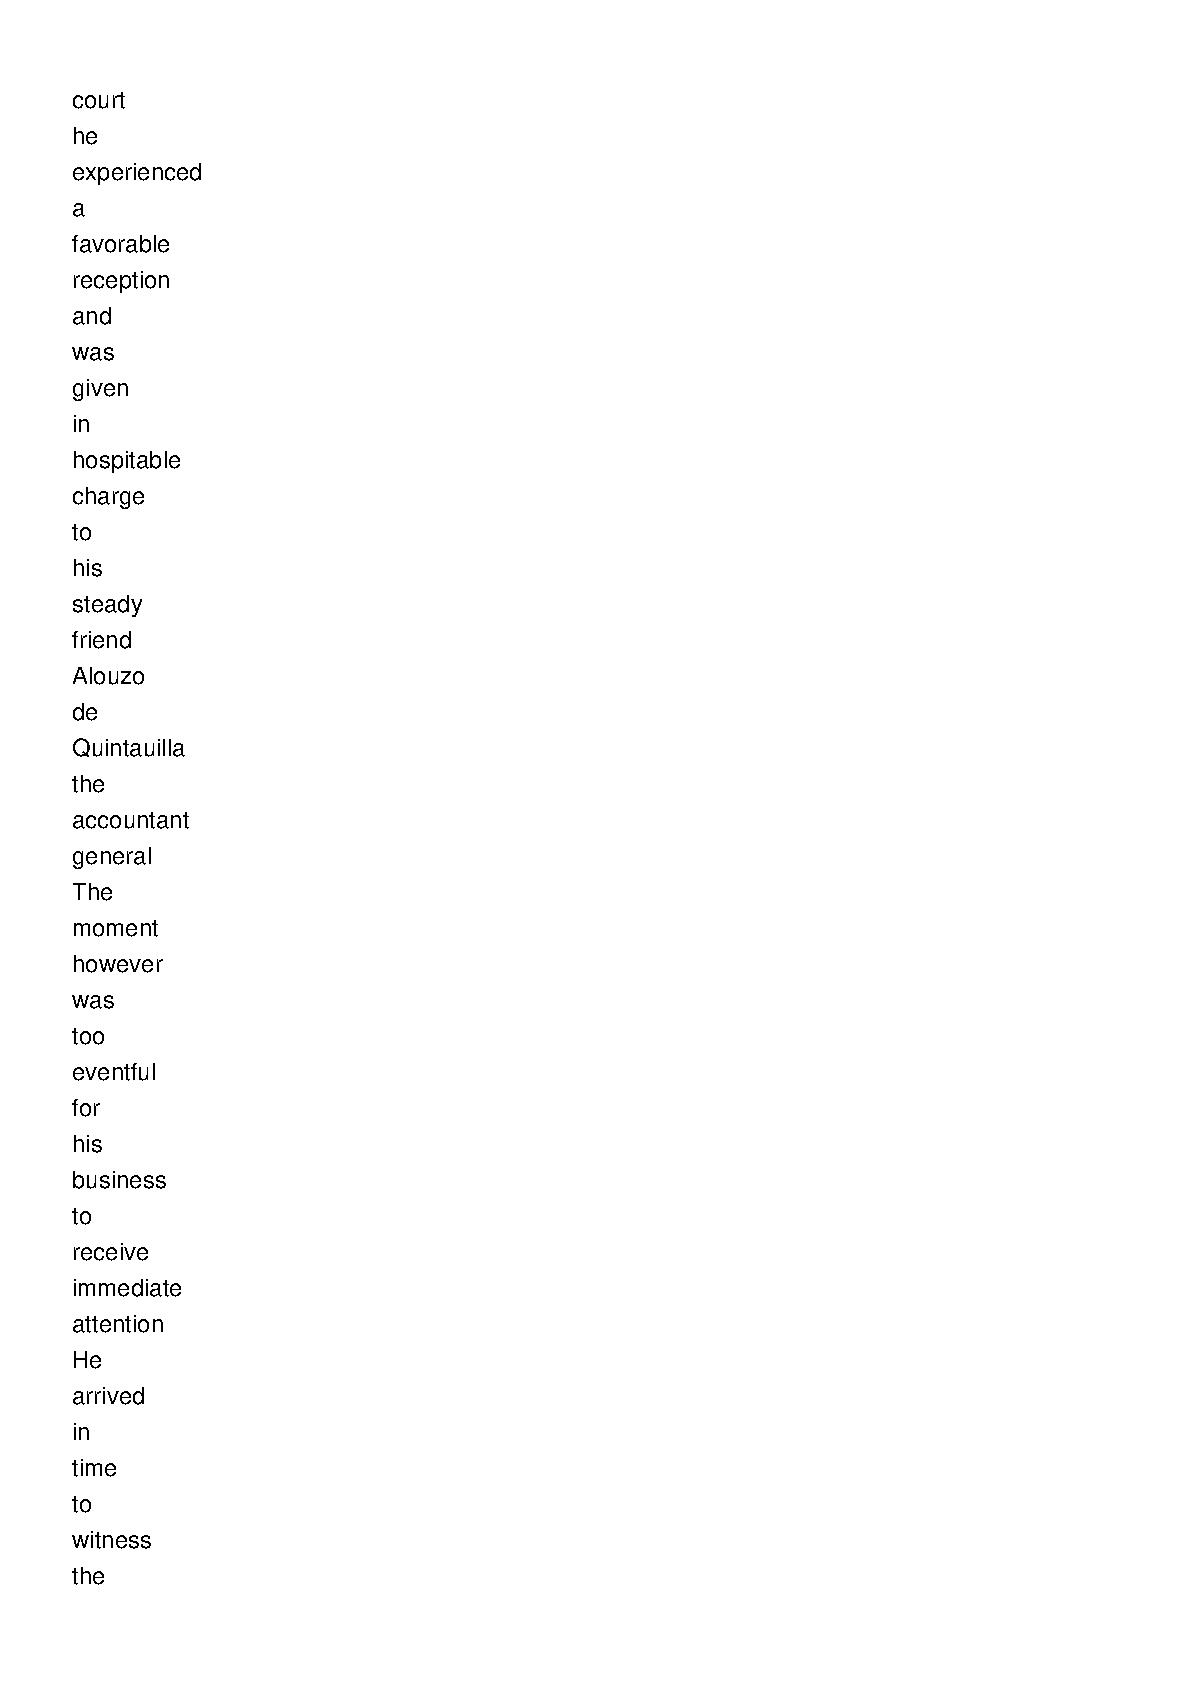 court
he
experienced
a
favorable
reception
and
was
given
in
hospitable
charge
to
his
steady
friend
Alouzo
de
Quintauilla
the
accountant
general
The
moment
however
was
too
eventful
for
his
business
to
receive
immediate
attention
He
arrived
in
time
to
witness
the